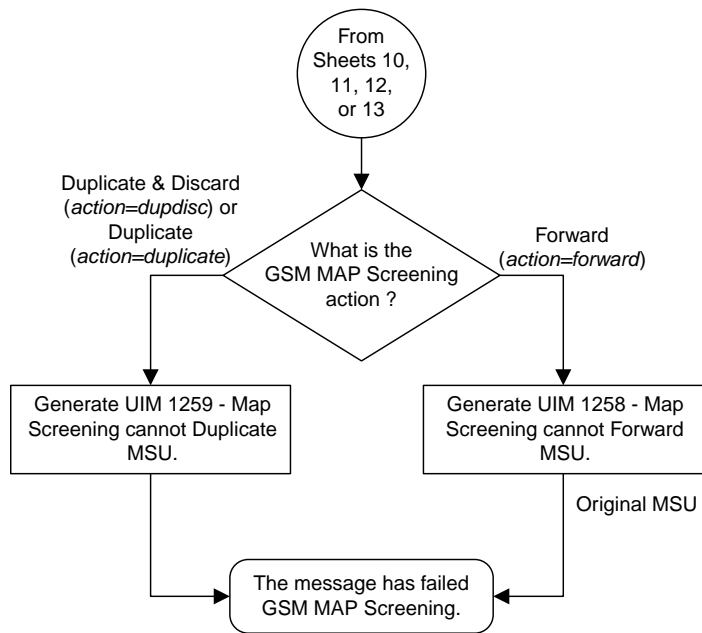 From
Sheets 10,
11, 12,
or 13
Duplicate & Discard
(action=dupdisc) or
Duplicate
(action=duplicate)
What is the
GSM MAP Screening
action ?
Forward
(action=forward)
Generate UIM 1259 - Map
Screening cannot Duplicate
MSU.
Generate UIM 1258 - Map
Screening cannot Forward
MSU.
Original MSU
The message has failed
GSM MAP Screening.